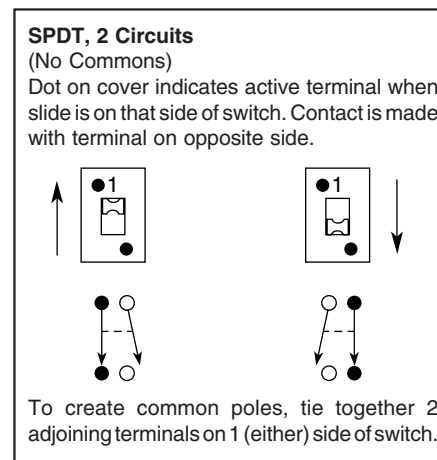 SPDT, 2 Circuits
(No Commons)
Dot on cover indicates active terminal when
slide is on that side of switch. Contact is made
with terminal on opposite side.
1
1
To create common poles, tie together 2
adjoining terminals on 1 (either) side of switch.